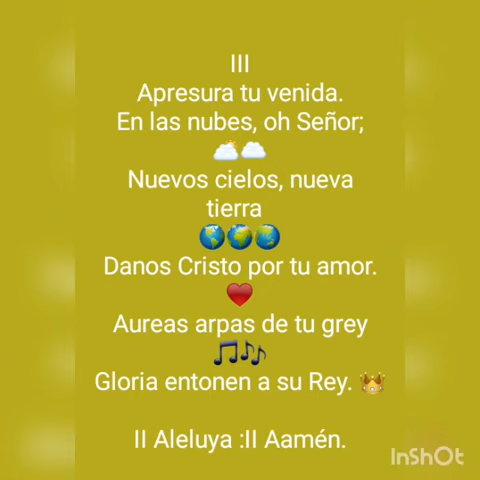 III
Apresura tu venida.
En las nubes, oh Señor;
🌥️☁️
Nuevos cielos, nueva
tierra
🌎🌍🌏
Danos Cristo por tu amor.
♥️
Aureas arpas de tu grey
🎵🎶
Gloria entonen a su Rey. 👑
II Aleluya :II Aamén.
InShOt